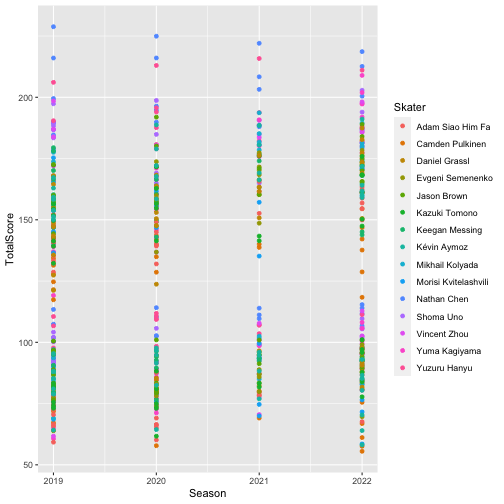 200
150
100
50
TotalScore
2019 2020 2021 2022
Season
Skater
Adam Siao Him Fa
Camden Pulkinen
Daniel Grassl
Evgeni Semenenko
Jason Brown
Kazuki Tomono
Keegan Messing
Kévin Aymoz
Mikhail Kolyada
Morisi Kvitelashvili
Nathan Chen
Shoma Uno
Vincent Zhou
Yuma Kagiyama
Yuzuru Hanyu